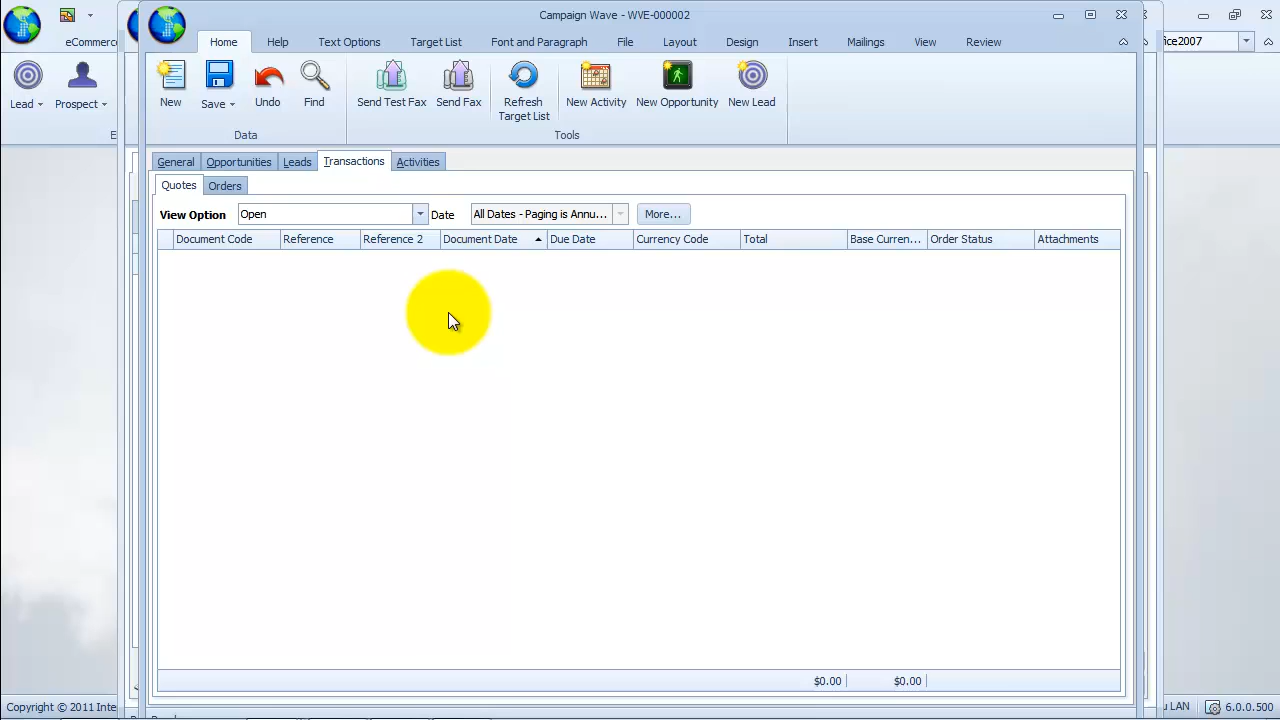 Campaign Wave - WVE-000002
eCommerc
Home Help Text Options Target List Font and Paragraph File Layout Design Insert Mailings View Review
fice2007
Lead Prospect
New Save Undo Find Send Test Fax Send Fax Refresh Target List New Activity New Opportunity New Lead
Data Tools
General Opportunities Leads Transactions Activities
Quotes Orders
View Option Open Date All Dates - Paging is Annu... More...
Document Code Reference Reference 2 Document Date Due Date Currency Code Total Base Curren... Order Status Attachments
$0.00 $0.00
Copyright © 2011 Inte
LAN 6.0.0.500